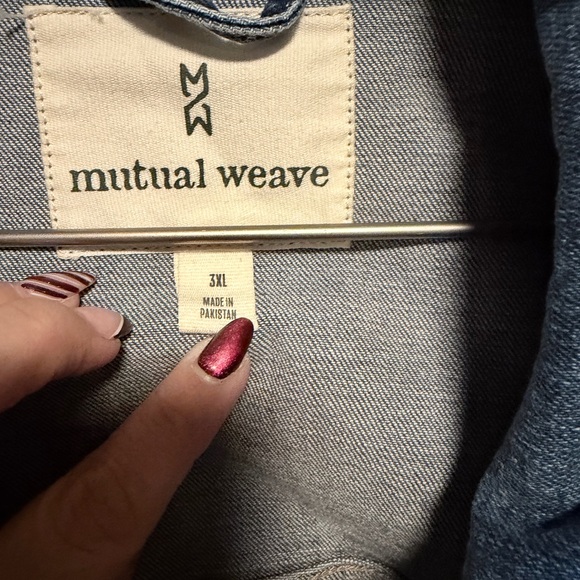 MW
mutual weave
3XL
MADE IN
PAKISTAN